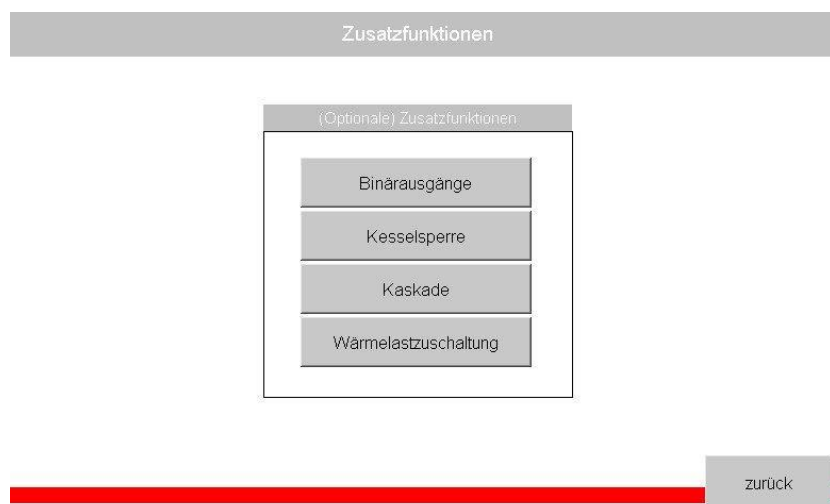 Zusatzfunktionen
(Optionale) Zusatzfunktionen
Binärausgänge
Kesselsperre
Kaskade
Wärmelastzuschaltung
zurück